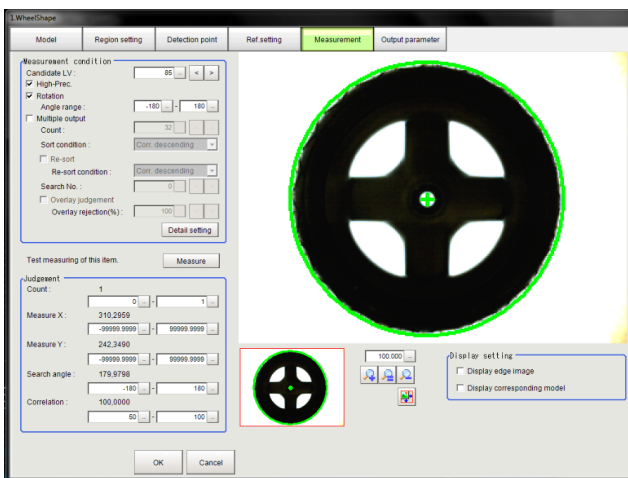 1.WheelShape
Model Region setting Detection point Ref.setting Measurement Output parameter
Measurement condition
Candidate LV : 85 ... < >
High-Prec.
Rotation
Angle range : -180 ... - 180 ...
Multiple output
Count : 32 ...
Sort condition : Corr. descending
Re-sort
Re-sort condition : Corr. descending
Search No. : 0 ...
Overlay judgement
Overlay rejection(%) : 100 ...
Detail setting
Test measuring of this item. Measure
Judgement
Count : 1
0 ... - 1 ...
Measure X : 310,2959
-99999.9999 ... - 99999.9999 ...
Measure Y : 242,3490
-99999.9999 ... - 99999.9999 ...
Search angle : 179,9798
-180 ... - 180 ...
Correlation : 100,0000
50 ... - 100 ...
100.000 ...
Display setting
Display edge image
Display corresponding model
OK Cancel